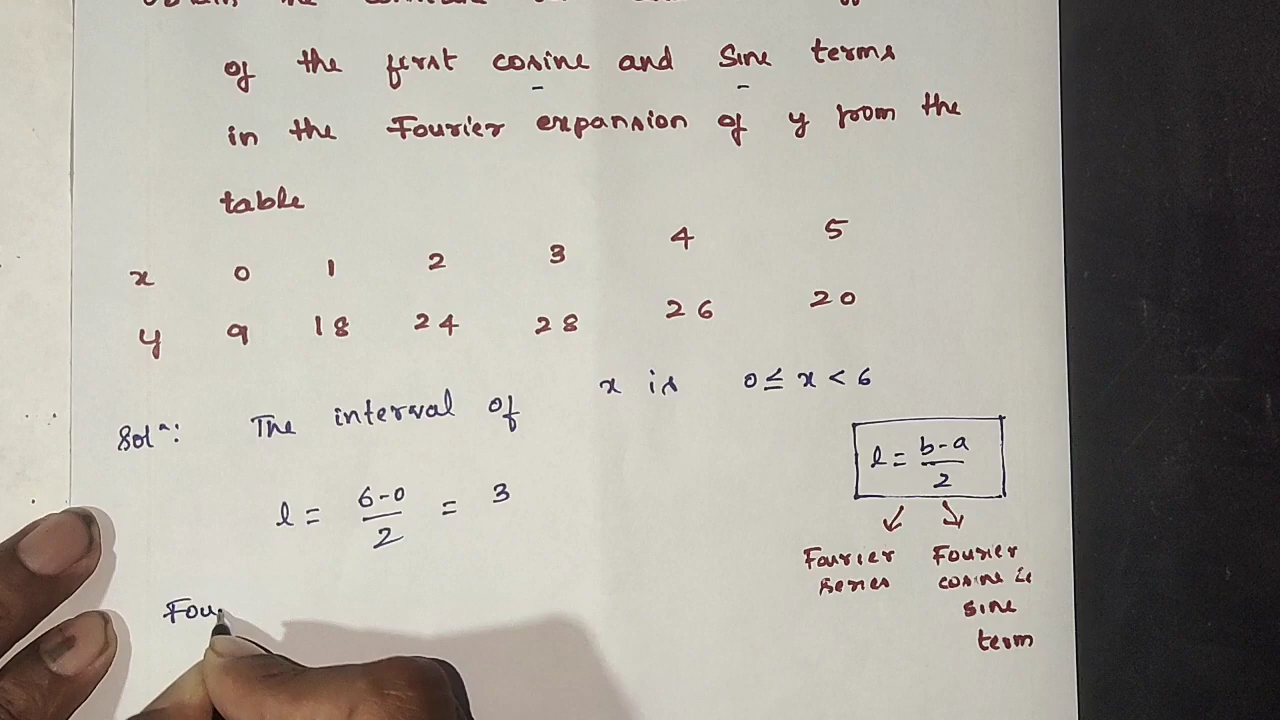 of the first cosine and sine terms
in the Fourier expansion of y from the
table
x 0 1 2 3 4 5
y 9 18 24 28 26 20
Solⁿ: The interval of x is 0 ≤ x < 6
l = b-a/2
l = 6-0/2 = 3
Fourier series
Fourier cosine & sine term
Fou